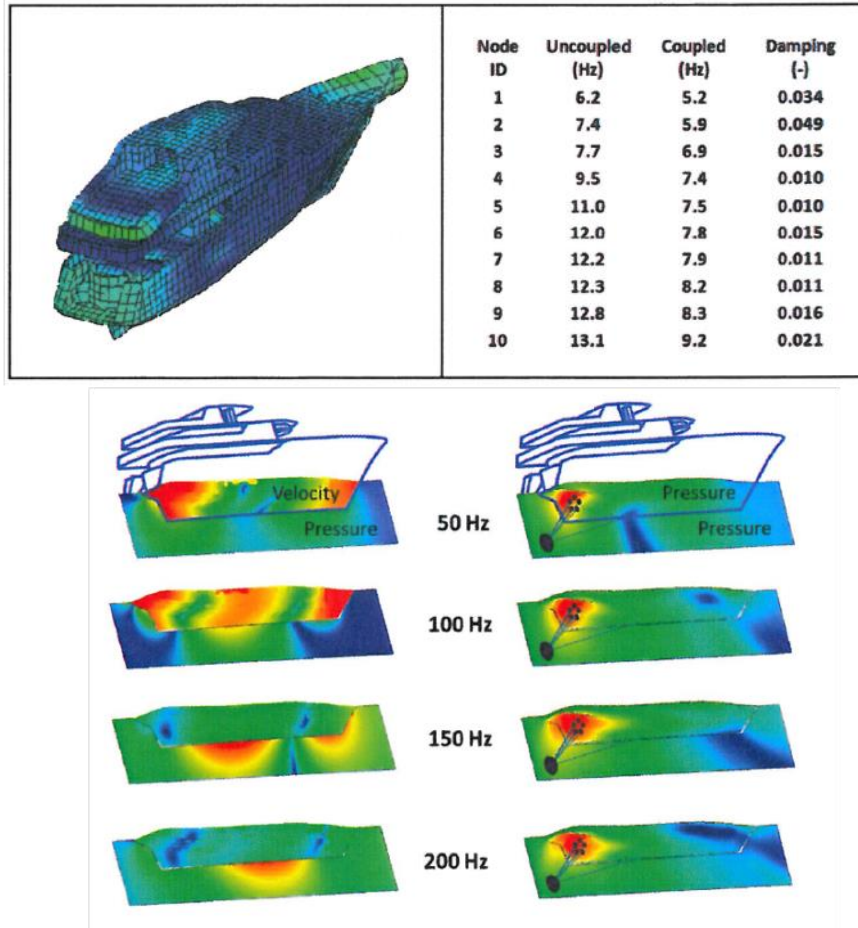 Node Uncoupled Coupled Damping
ID (Hz) (Hz) (-)
1 6.2 5.2 0.034
2 7.4 5.9 0.049
3 7.7 6.9 0.015
4 9.5 7.4 0.010
5 11.0 7.5 0.010
6 12.0 7.8 0.015
7 12.2 7.9 0.011
8 12.3 8.2 0.011
9 12.8 8.3 0.016
10 13.1 9.2 0.021
Velocity Pressure
Pressure 50 Hz Pressure
100 Hz
150 Hz
200 Hz